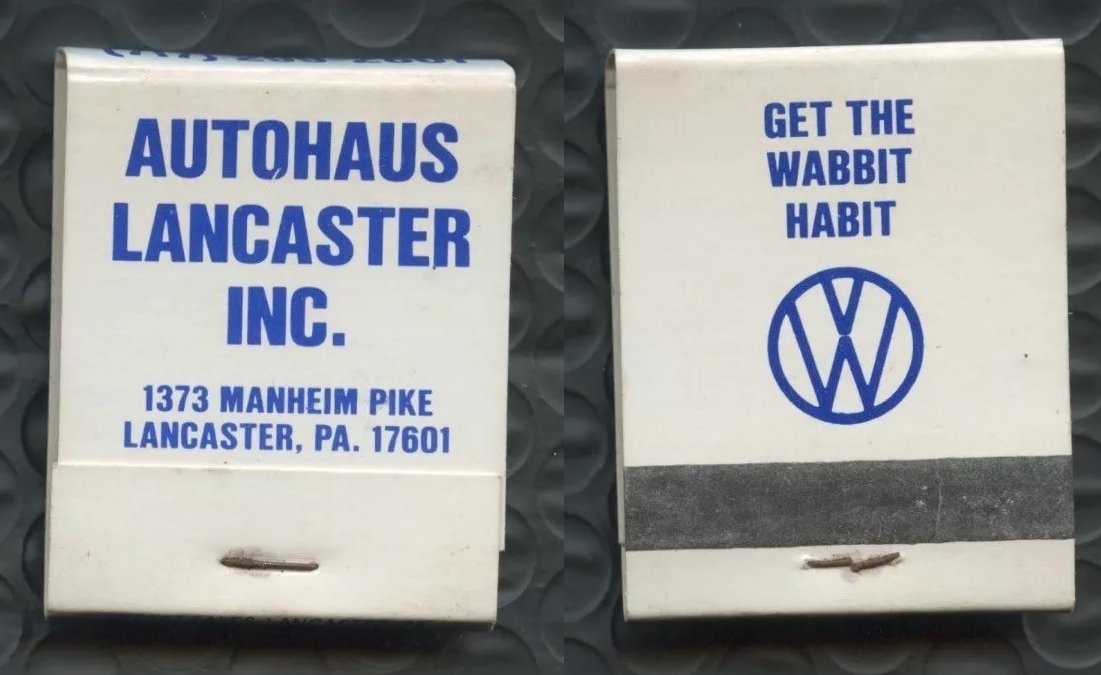 AUTOHAUS
LANCASTER
INC.
1373 MANHEIM PIKE
LANCASTER, PA. 17601
GET THE
WABBIT
HABIT